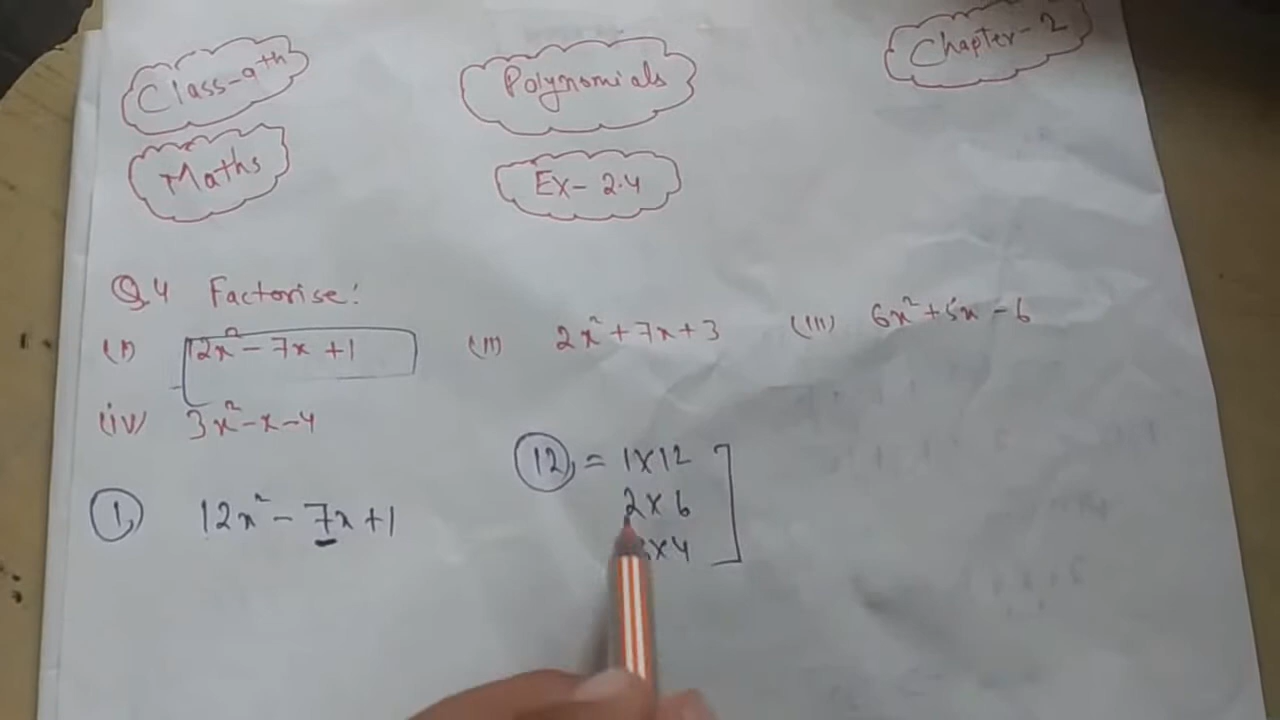 Class-9th
Polynomials
Chapter-2
Maths
Ex-2.4
Q4 Factorise:
(i) 12x² - 7x + 1 (ii) 2x² + 7x + 3 (iii) 6x² + 5x - 6
(iv) 3x² - x - 4
12 = 1x12
2x6
x4
1, 12x² - 7x + 1